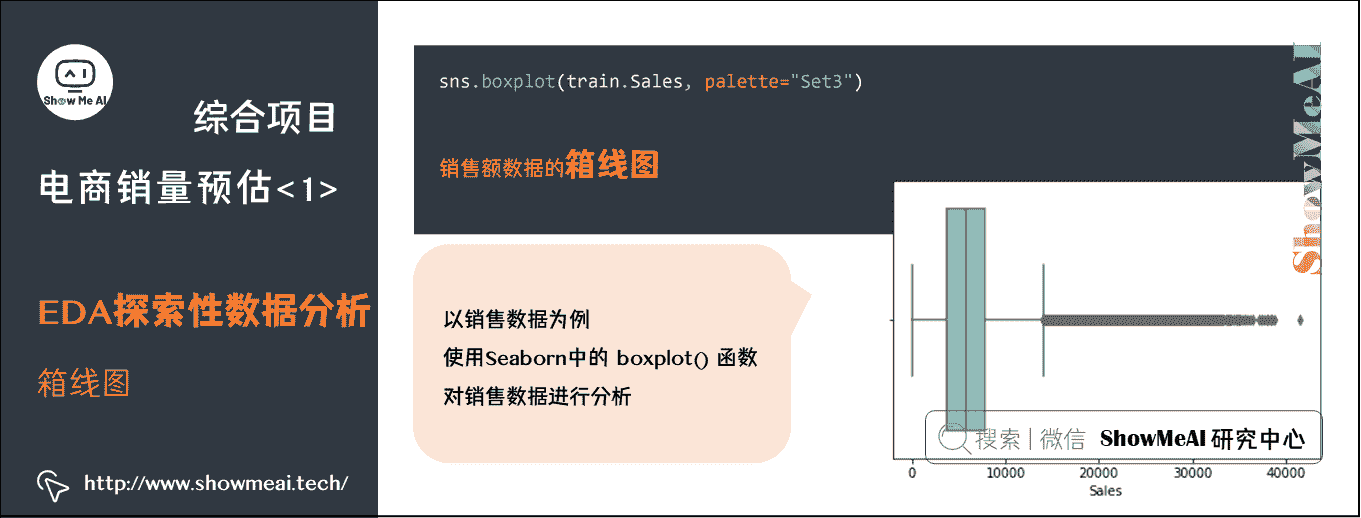 Show Me AI
综合项目
电商销量预估<1>
EDA探索性数据分析
箱线图
http://www.showmeai.tech/
sns.boxplot(train.Sales, palette="Set3")
销售额数据的箱线图
以销售数据为例
使用Seaborn中的 boxplot() 函数
对销售数据进行分析
ShowMeAI
搜索 | 微信 ShowMeAI 研究中心
0 10000 20000 30000 40000
Sales